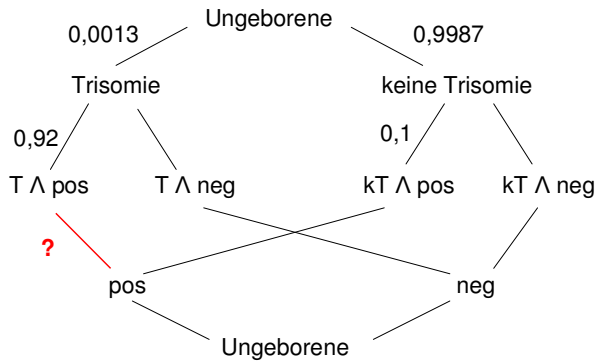 Ungeborene
0,0013
0,9987
Trisomie
keine Trisomie
0,92
0,1
T Λ pos
T Λ neg
kT Λ pos
kT Λ neg
?
pos
neg
Ungeborene